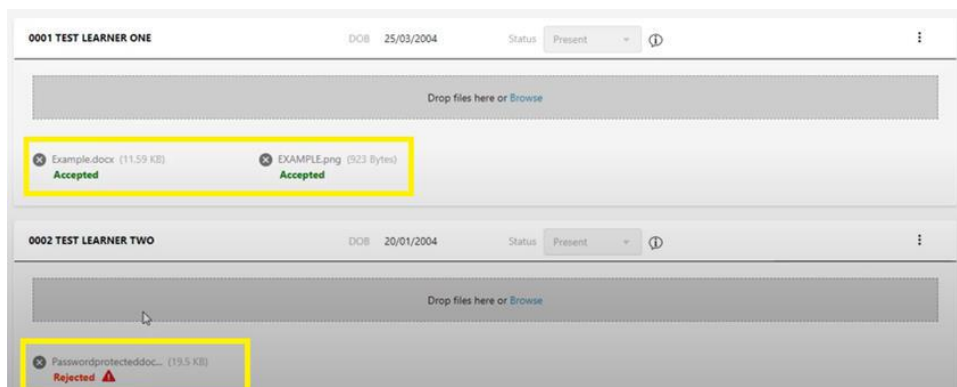 0001 TEST LEARNER ONE DOB 25/03/2004 Status Present
Drop files here or Browse
Example.docx (11.59 KB) EXAMPLE.png (923 Bytes)
Accepted Accepted
0002 TEST LEARNER TWO DOB 20/01/2004 Status Present
Drop files here or Browse
Passwordprotecteddoc... (19.5 KB)
Rejected